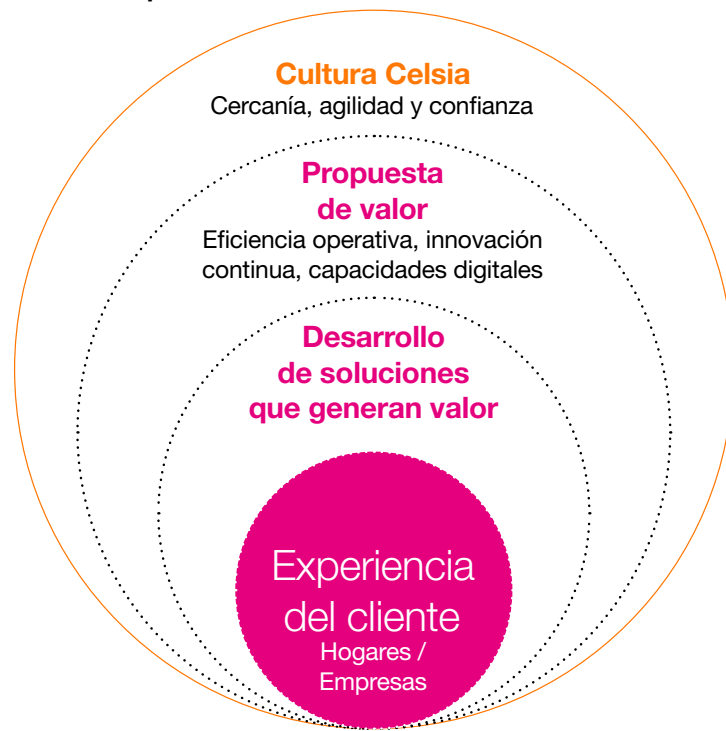 Cultura Celsia
Cercanía, agilidad y confianza
Propuesta
de valor
Eficiencia operativa, innovación
continua, capacidades digitales
Desarrollo
de soluciones
que generan valor
Experiencia
del cliente
Hogares /
Empresas